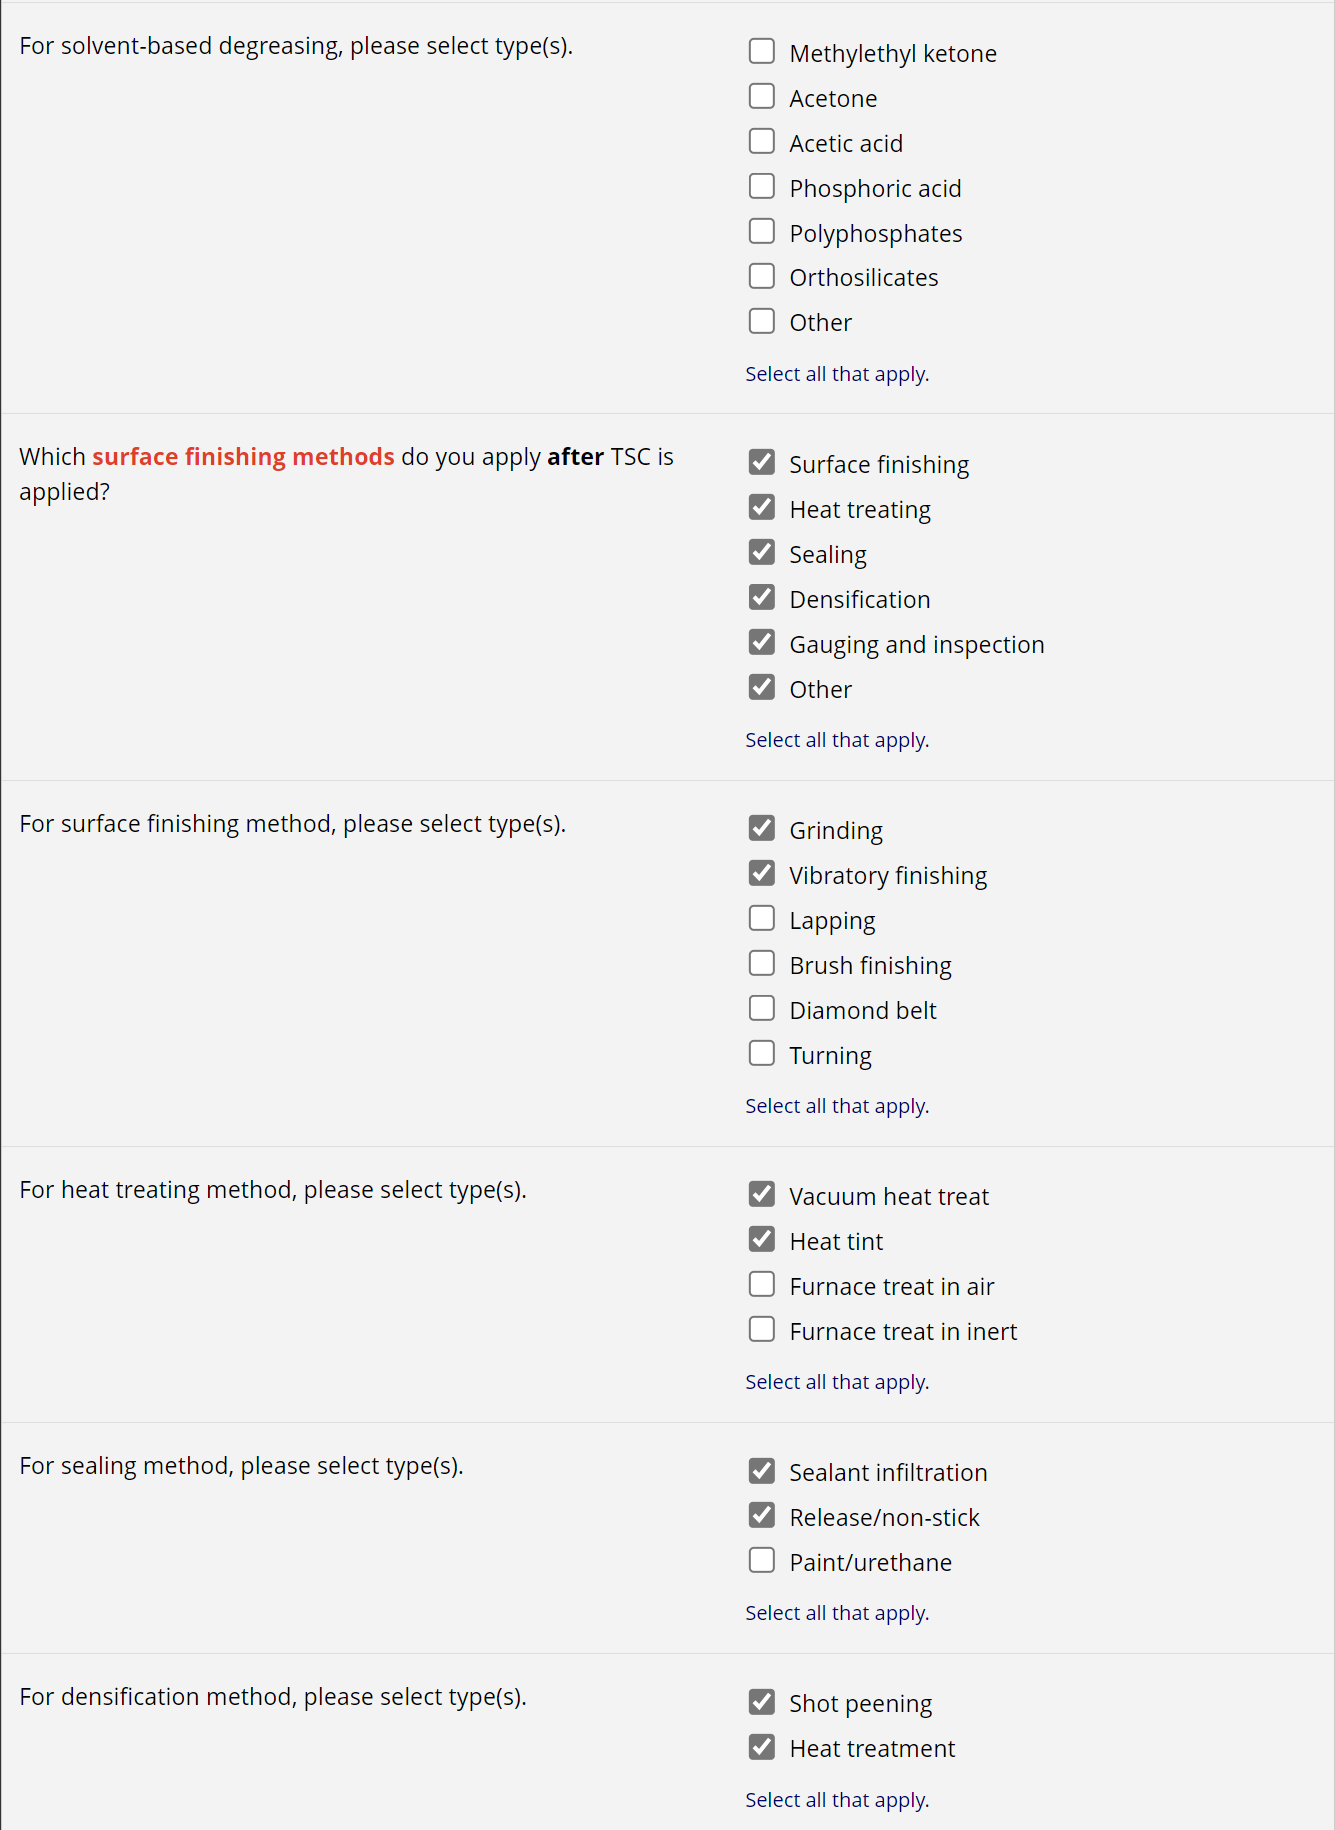 For solvent-based degreasing, please select type(s).
Methylethyl ketone
Acetone
Acetic acid
Phosphoric acid
Polyphosphates
Orthosilicates
Other
Select all that apply.
Which surface finishing methods do you apply after TSC is
applied?
Surface finishing
Heat treating
Sealing
Densification
Gauging and inspection
Other
Select all that apply.
For surface finishing method, please select type(s).
Grinding
Vibratory finishing
Lapping
Brush finishing
Diamond belt
Turning
Select all that apply.
For heat treating method, please select type(s).
Vacuum heat treat
Heat tint
Furnace treat in air
Furnace treat in inert
Select all that apply.
For sealing method, please select type(s).
Sealant infiltration
Release/non-stick
Paint/urethane
Select all that apply.
For densification method, please select type(s).
Shot peening
Heat treatment
Select all that apply.